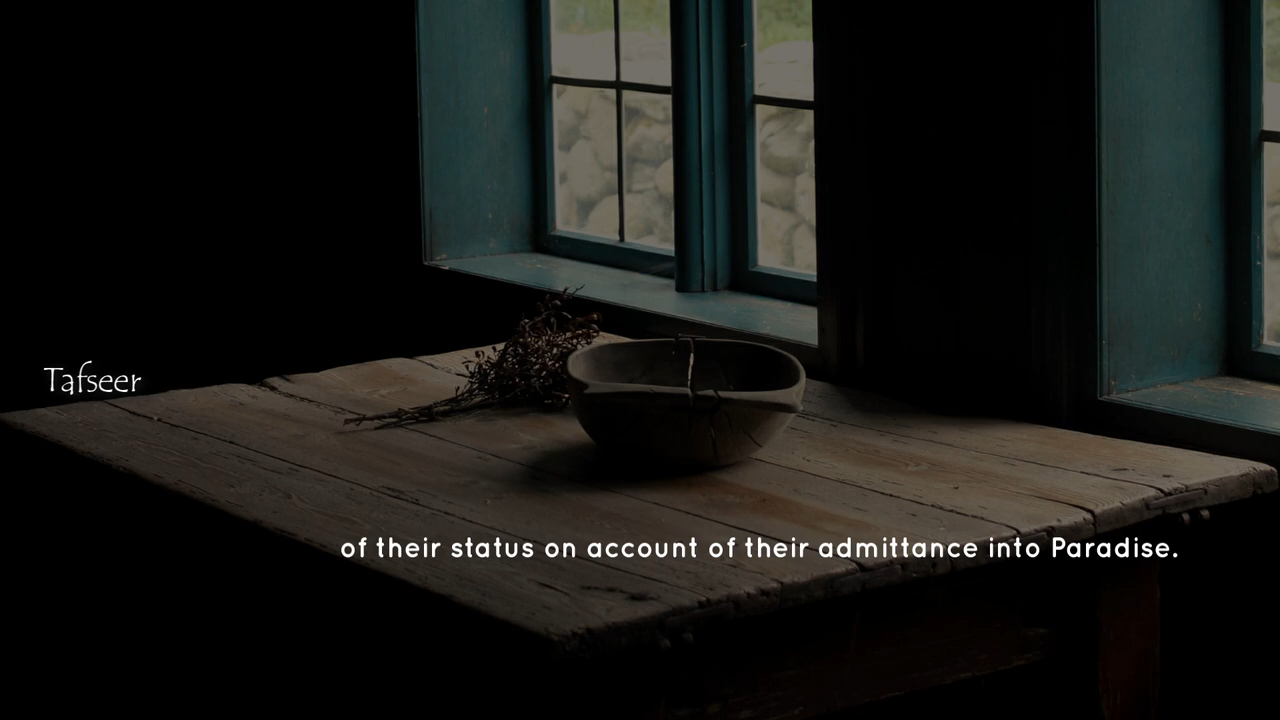 Tafseer
of their status on account of their admittance into Paradise.